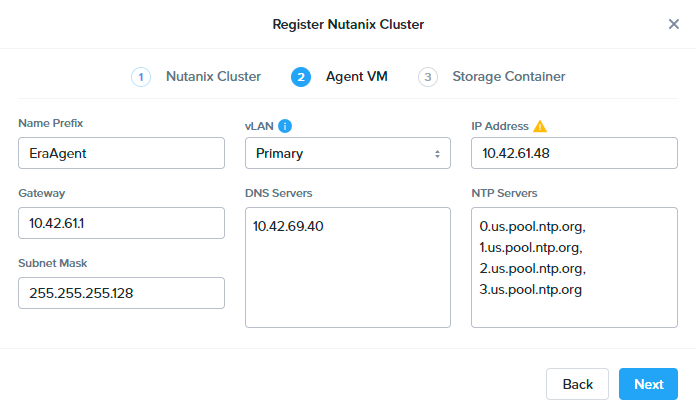 Register Nutanix Cluster
1 Nutanix Cluster 2 Agent VM 3 Storage Container
Name Prefix
EraAgent
vLAN
Primary
IP Address
10.42.61.48
Gateway
10.42.61.1
DNS Servers
10.42.69.40
NTP Servers
0.us.pool.ntp.org,
1.us.pool.ntp.org,
2.us.pool.ntp.org,
3.us.pool.ntp.org
Subnet Mask
255.255.255.128
Back Next